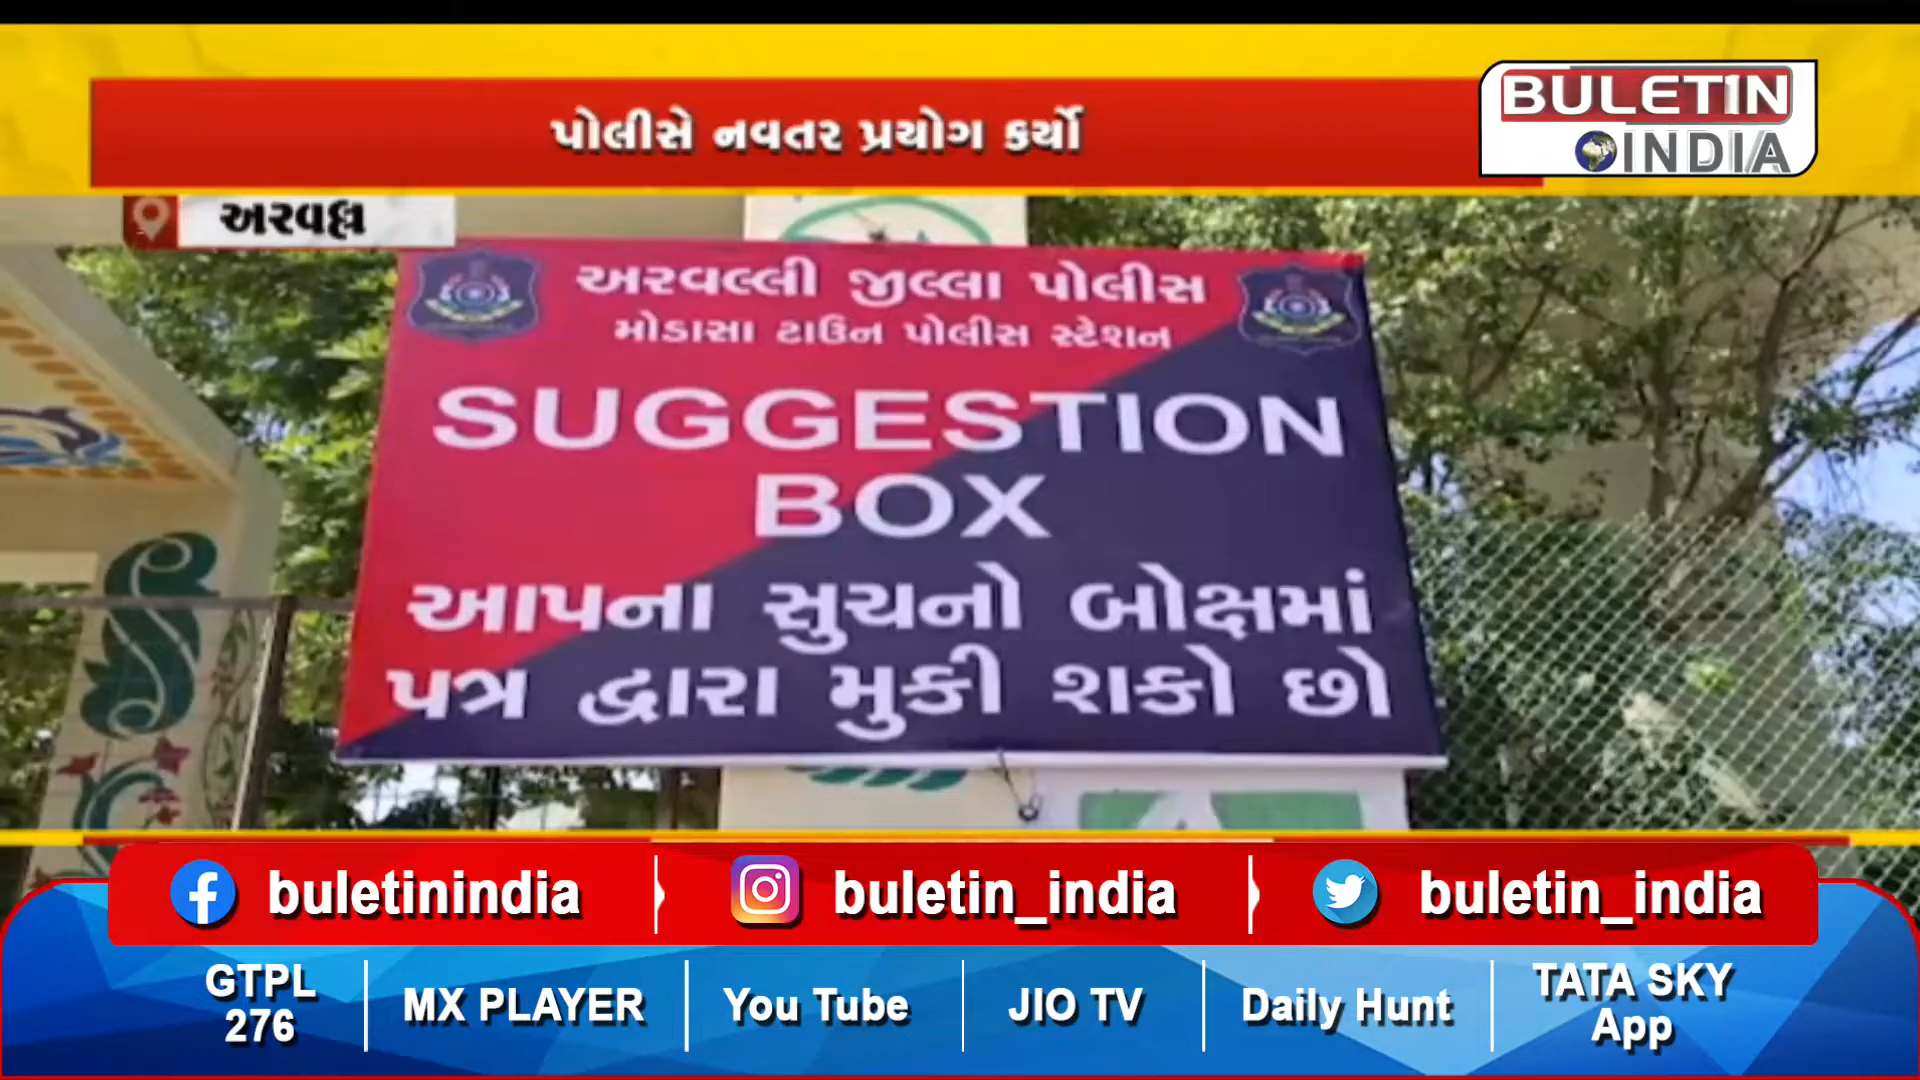 પોલીસે નવતર પ્રયોગ કર્યો
BULETIN
INDIA
અરવલ્લી જીલ્લા પોલીસ
મોડાસા ટાઉન પોલીસ સ્ટેશન
SUGGESTION
BOX
આપના સુચનો બોક્ષમાં
પત્ર દ્વારા મુકી શકો છો
buletinindia
buletin_india
buletin_india
GTPL
276
MX PLAYER
You Tube
JIO TV
Daily Hunt
TATA SKY
App